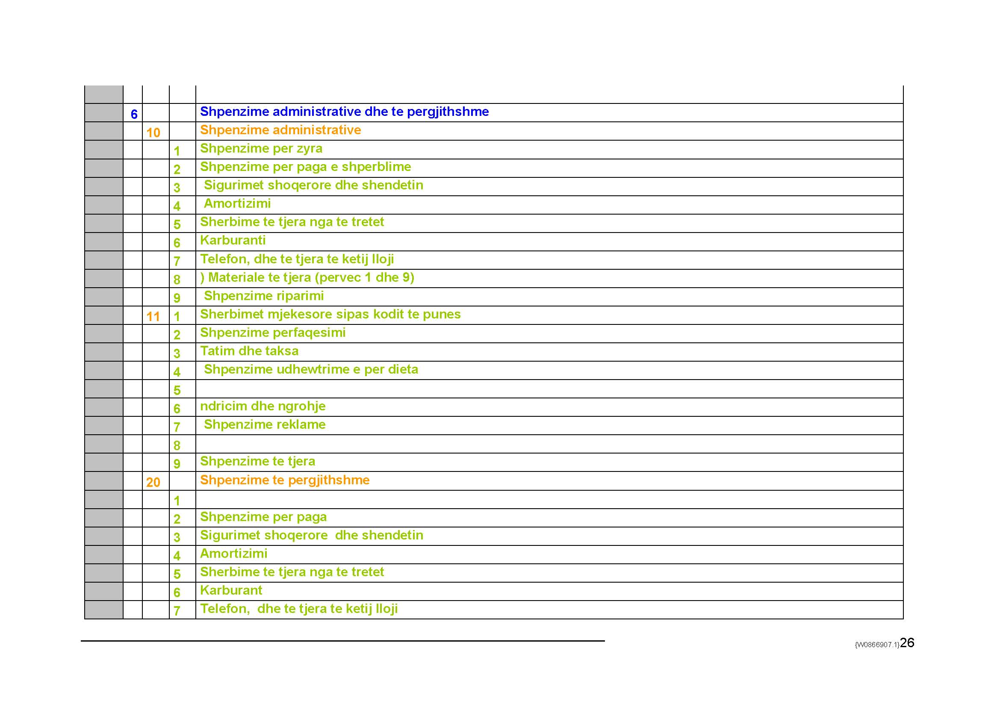 6 Shpenzime administrative dhe te pergjithshme
10 Shpenzime administrative
1 Shpenzime per zyra
2 Shpenzime per paga e shperblime
3 Sigurimet shoqerore dhe shendetin
4 Amortizimi
5 Sherbime te tjera nga te tretet
6 Karburanti
7 Telefon, dhe te tjera te ketij lloji
8 ) Materiale te tjera (pervec 1 dhe 9)
9 Shpenzime riparimi
11 1 Sherbimet mjekesore sipas kodit te punes
2 Shpenzime perfaqesimi
3 Tatim dhe taksa
4 Shpenzime udhewtrime e per dieta
5
6 ndricim dhe ngrohje
7 Shpenzime reklame
8
9 Shpenzime te tjera
20 Shpenzime te pergjithshme
1
2 Shpenzime per paga
3 Sigurimet shoqerore dhe shendetin
4 Amortizimi
5 Sherbime te tjera nga te tretet
6 Karburant
7 Telefon, dhe te tjera te ketij lloji
{W0866907.1}26